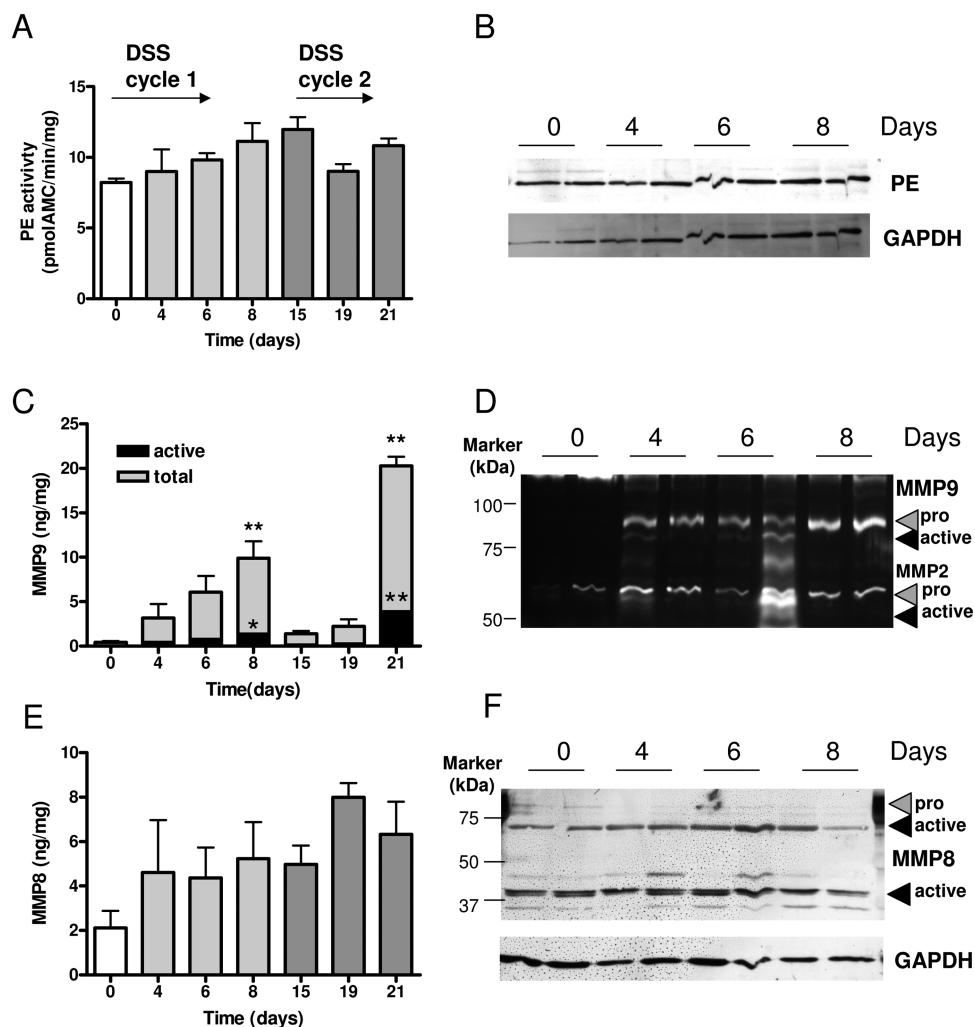 A
DSS cycle 1
DSS cycle 2
PE activivty
(pmolAMC/min/mg)
15
10
5
0
0 4 6 8 15 19 21
Time (days)
B
0 4 6 8 Days
PE
GAPDH
C
MMP9 (ng/mg)
25
20
15
10
5
0
active
total
**
**
*
**
0 4 6 8 15 19 21
Time(days)
D
Marker
(kDa)
0 4 6 8 Days
100
75
50
MMP9
pro
active
MMP2
pro
active
E
MMP8 (ng/mg)
10
8
6
4
2
0
0 4 6 8 15 19 21
Time (days)
F
Marker
(kDa)
0 4 6 8 Days
75
50
37
pro
active
MMP8
active
GAPDH